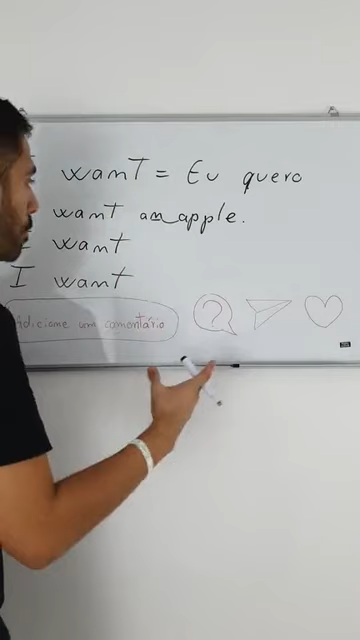 want = Eu quero
want an apple.
want
I want
Adicione um comentário ?